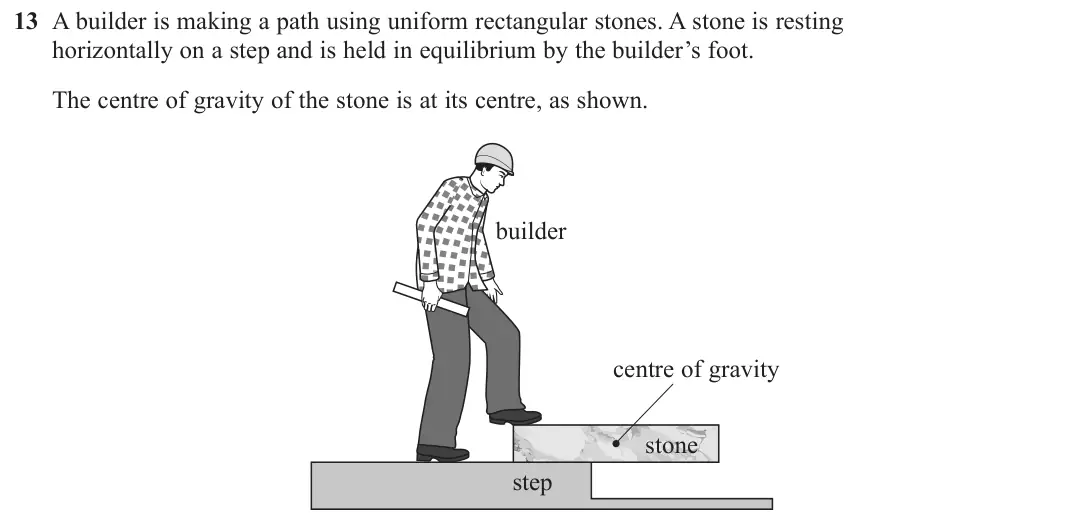 13 A builder is making a path using uniform rectangular stones. A stone is resting
horizontally on a step and is held in equilibrium by the builder’s foot.
The centre of gravity of the stone is at its centre, as shown.
builder
centre of gravity
stone
step